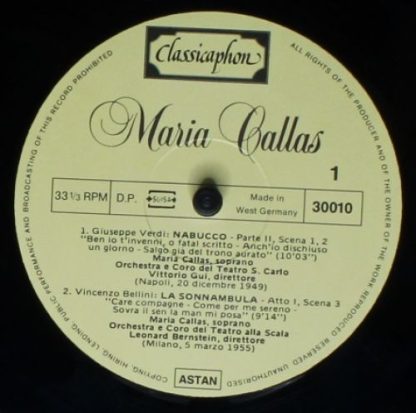 Classicaphon
Maria Callas
1
33 1/3 RPM D.P. SUISA Made in West Germany 30010
1. Giuseppe Verdi: NABUCCO - Parte II, Scena 1, 2
"Ben io t'invenni, o fatal scritto - Anch'io dischiuso
un giorno - Salgo già del trono aurato" (10'03")
Maria Callas, soprano
Orchestra e Coro del Teatro S. Carlo
Vittorio Gui, direttore
(Napoli, 20 dicembre 1949)
2. Vincenzo Bellini: LA SONNAMBULA - Atto I, Scena 3
"Care compagne - Come per me sereno -
Sovra il sen la man mi posa" (9'14")
Maria Callas, soprano
Orchestra e Coro del Teatro alla Scala
Leonard Bernstein, direttore
(Milano, 5 marzo 1955)
ASTAN
ALL RIGHTS OF THE PRODUCER AND OF THE OWNER OF THE WORK REPRODUCED RESERVED UNAUTHORISED COPYING, HIRING, LENDING, PUBLIC PERFORMANCE AND BROADCASTING OF THIS RECORD PROHIBITED